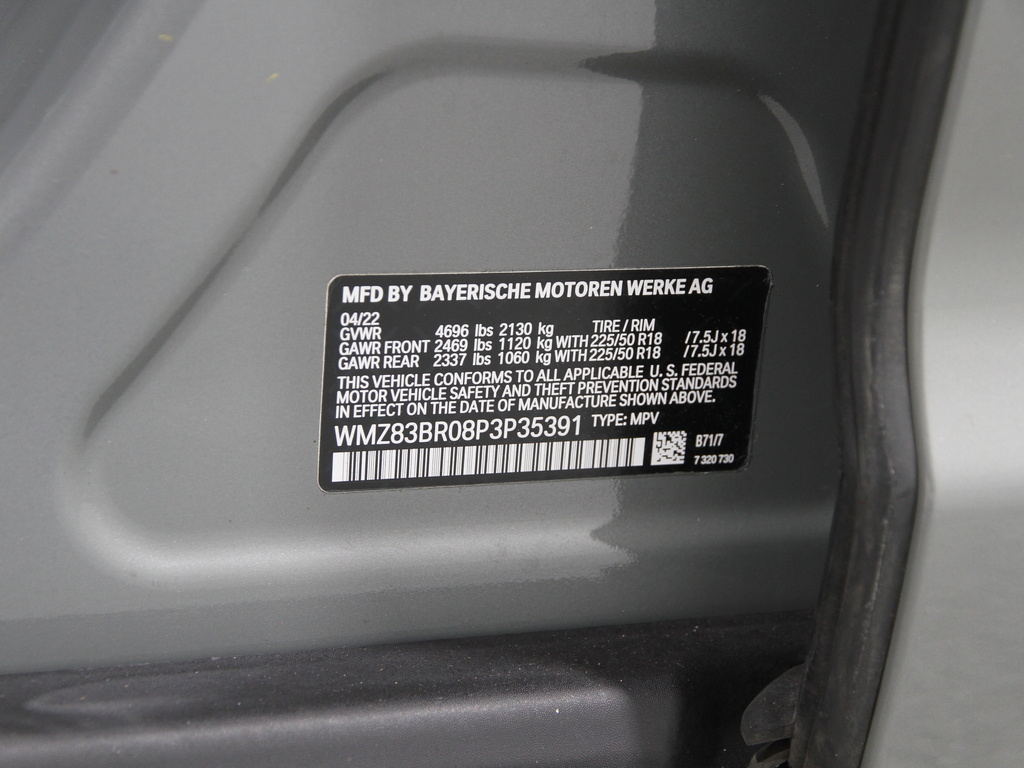 MFD BY BAYERISCHE MOTOREN WERKE AG
04/22
GVWR 4696 lbs 2130 kg TIRE / RIM
GAWR FRONT 2469 lbs 1120 kg WITH 225/50 R18 /7.5J x 18
GAWR REAR 2337 lbs 1060 kg WITH 225/50 R18 /7.5J x 18
THIS VEHICLE CONFORMS TO ALL APPLICABLE U. S. FEDERAL
MOTOR VEHICLE SAFETY AND THEFT PREVENTION STANDARDS
IN EFFECT ON THE DATE OF MANUFACTURE SHOWN ABOVE.
WMZ83BR08P3P35391 TYPE: MPV
B71/7
7 320 730